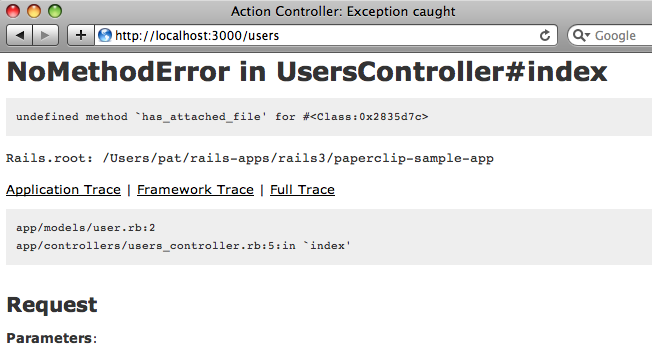 Action Controller: Exception caught
http://localhost:3000/users
Google
NoMethodError in UsersController#index
undefined method `has_attached_file' for #<Class:0x2835d7c>
Rails.root: /Users/pat/rails-apps/rails3/paperclip-sample-app
Application Trace | Framework Trace | Full Trace
app/models/user.rb:2
app/controllers/users_controller.rb:5:in `index'
Request
Parameters: